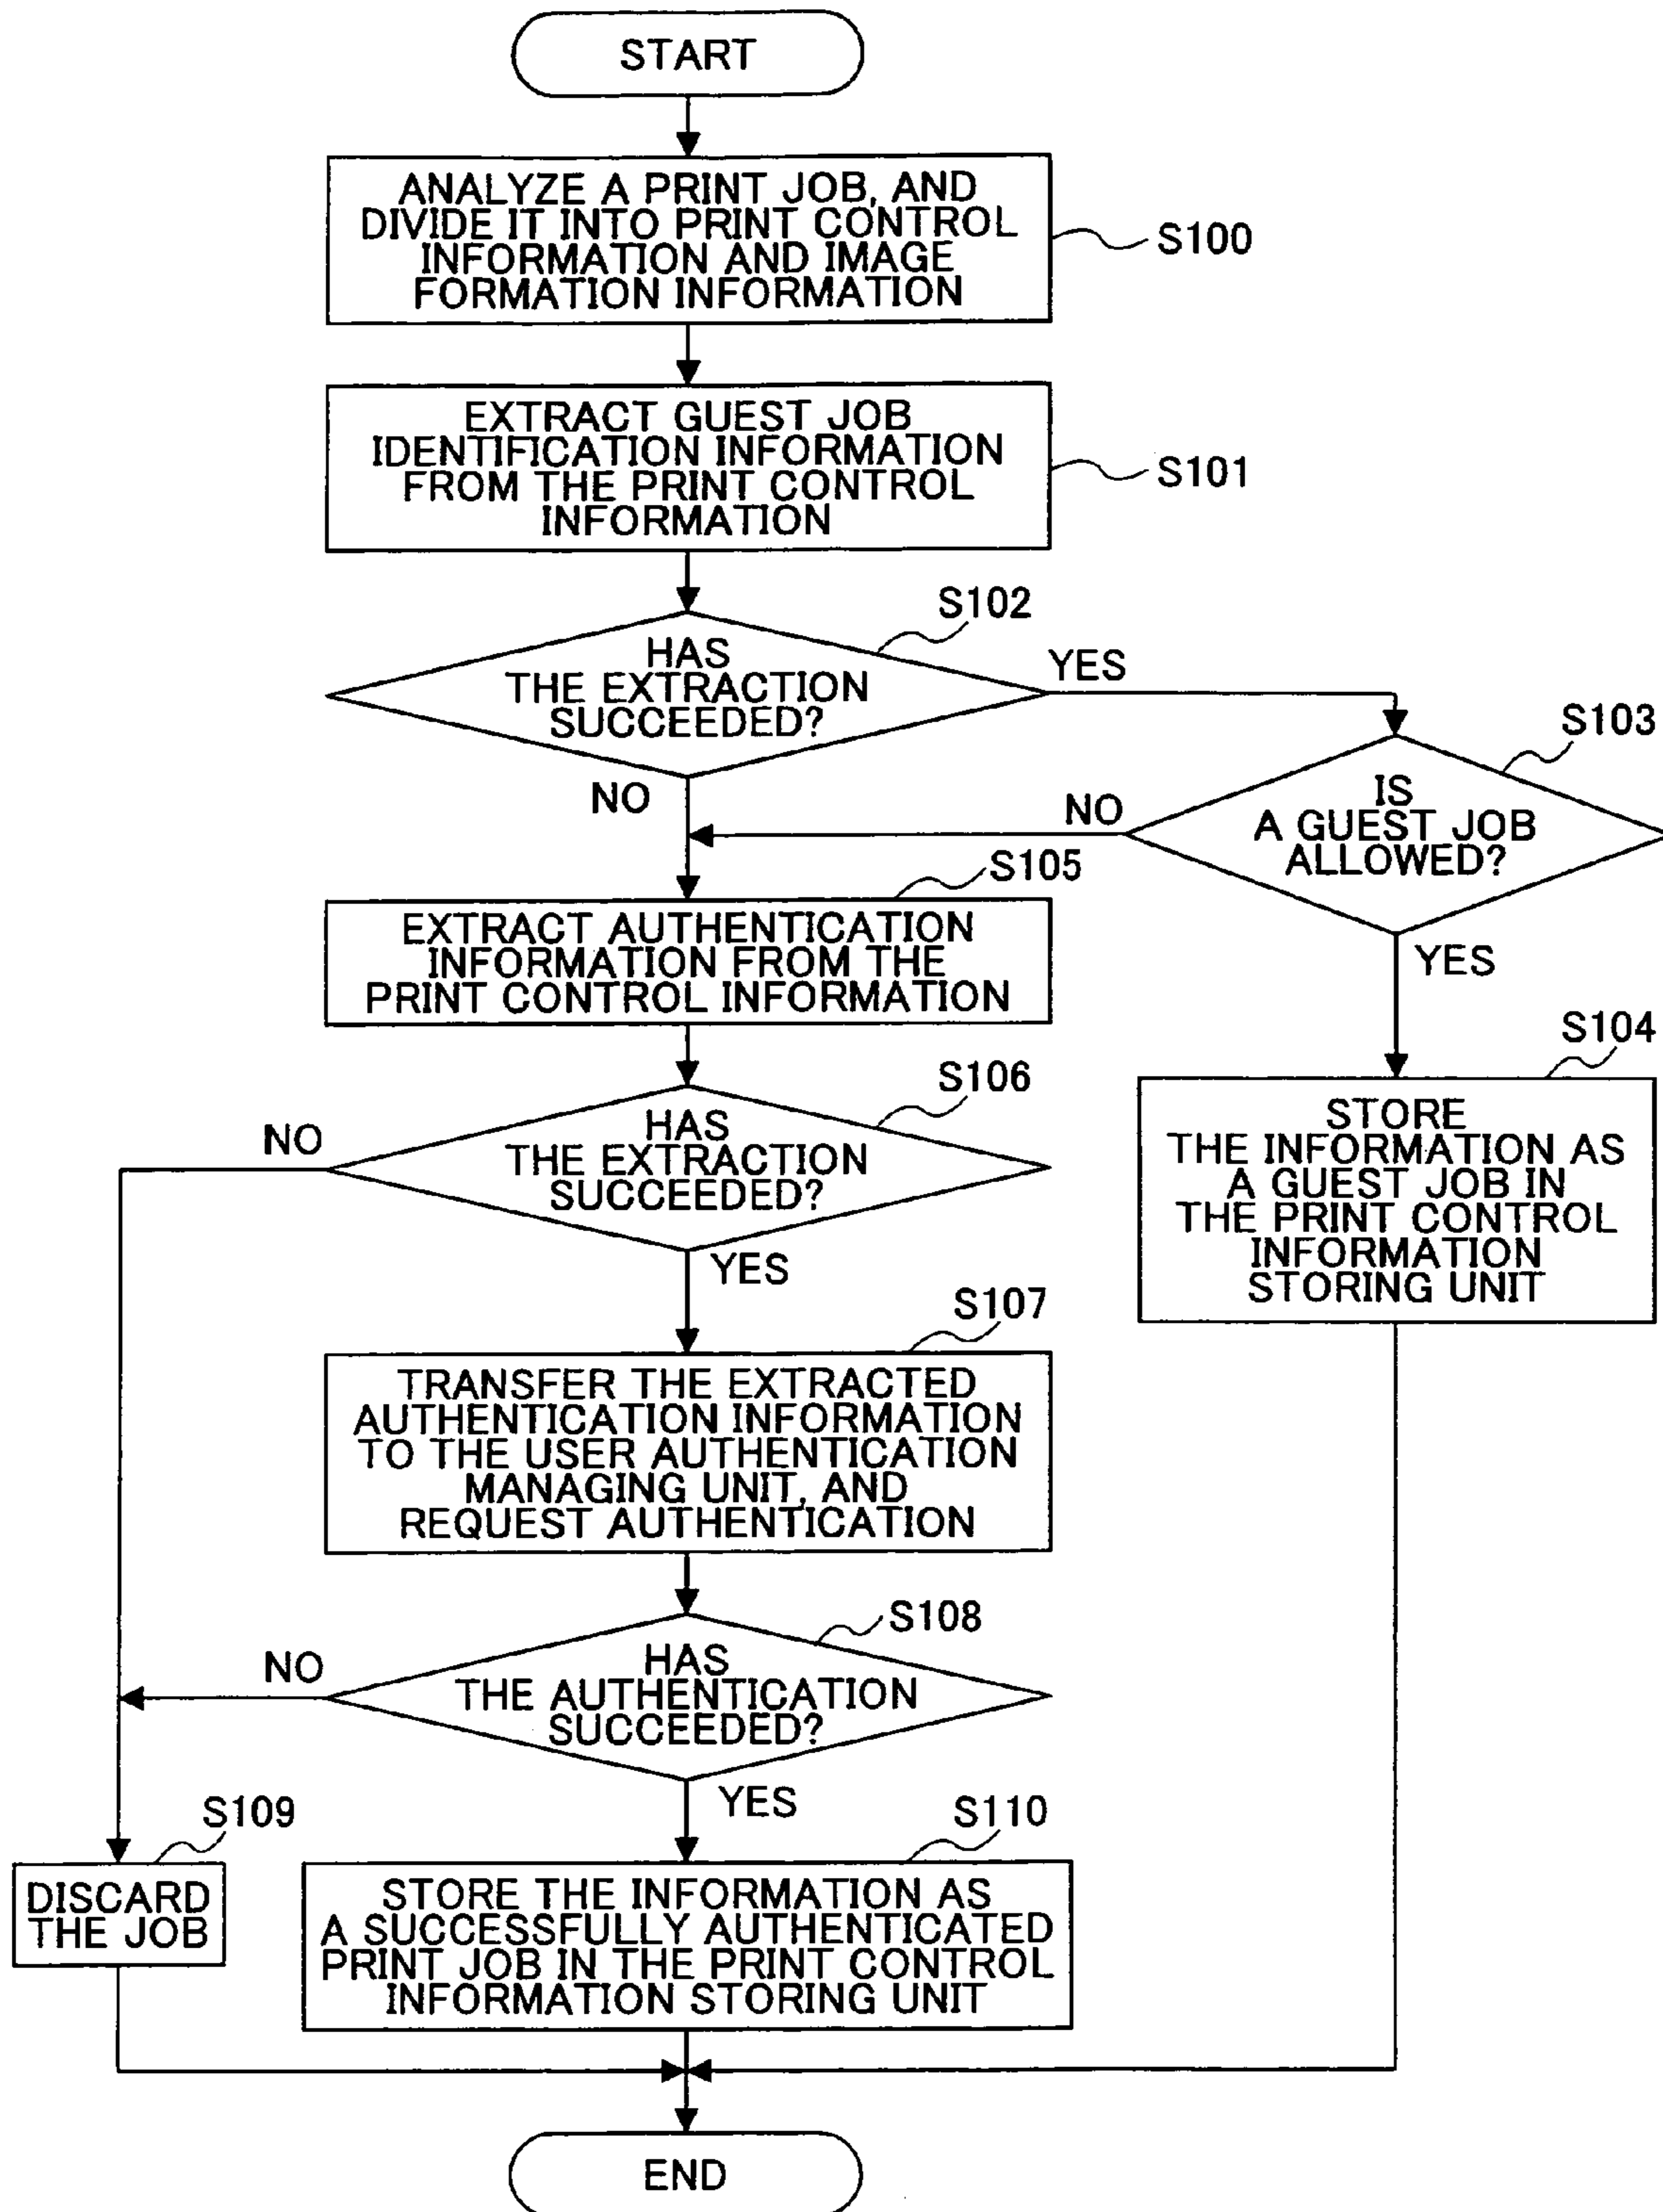 START
ANALYZE A PRINT JOB, AND
DIVIDE IT INTO PRINT CONTROL
INFORMATION AND IMAGE
FORMATION INFORMATION
S100
EXTRACT GUEST JOB
IDENTIFICATION INFORMATION
FROM THE PRINT CONTROL
INFORMATION
S101
S102
HAS
THE EXTRACTION
SUCCEEDED?
YES
NO
S103
IS
A GUEST JOB
ALLOWED?
NO
YES
S105
EXTRACT AUTHENTICATION
INFORMATION FROM THE
PRINT CONTROL INFORMATION
S104
STORE
THE INFORMATION AS
A GUEST JOB IN
THE PRINT CONTROL
INFORMATION
STORING UNIT
S106
HAS
THE EXTRACTION
SUCCEEDED?
NO
YES
S107
TRANSFER THE EXTRACTED
AUTHENTICATION INFORMATION
TO THE USER AUTHENTICATION
MANAGING UNIT, AND
REQUEST AUTHENTICATION
S108
HAS
THE AUTHENTICATION
SUCCEEDED?
NO
YES
S109
DISCARD
THE JOB
S110
STORE THE INFORMATION AS
A SUCCESSFULLY AUTHENTICATED
PRINT JOB IN THE PRINT CONTROL
INFORMATION STORING UNIT
END